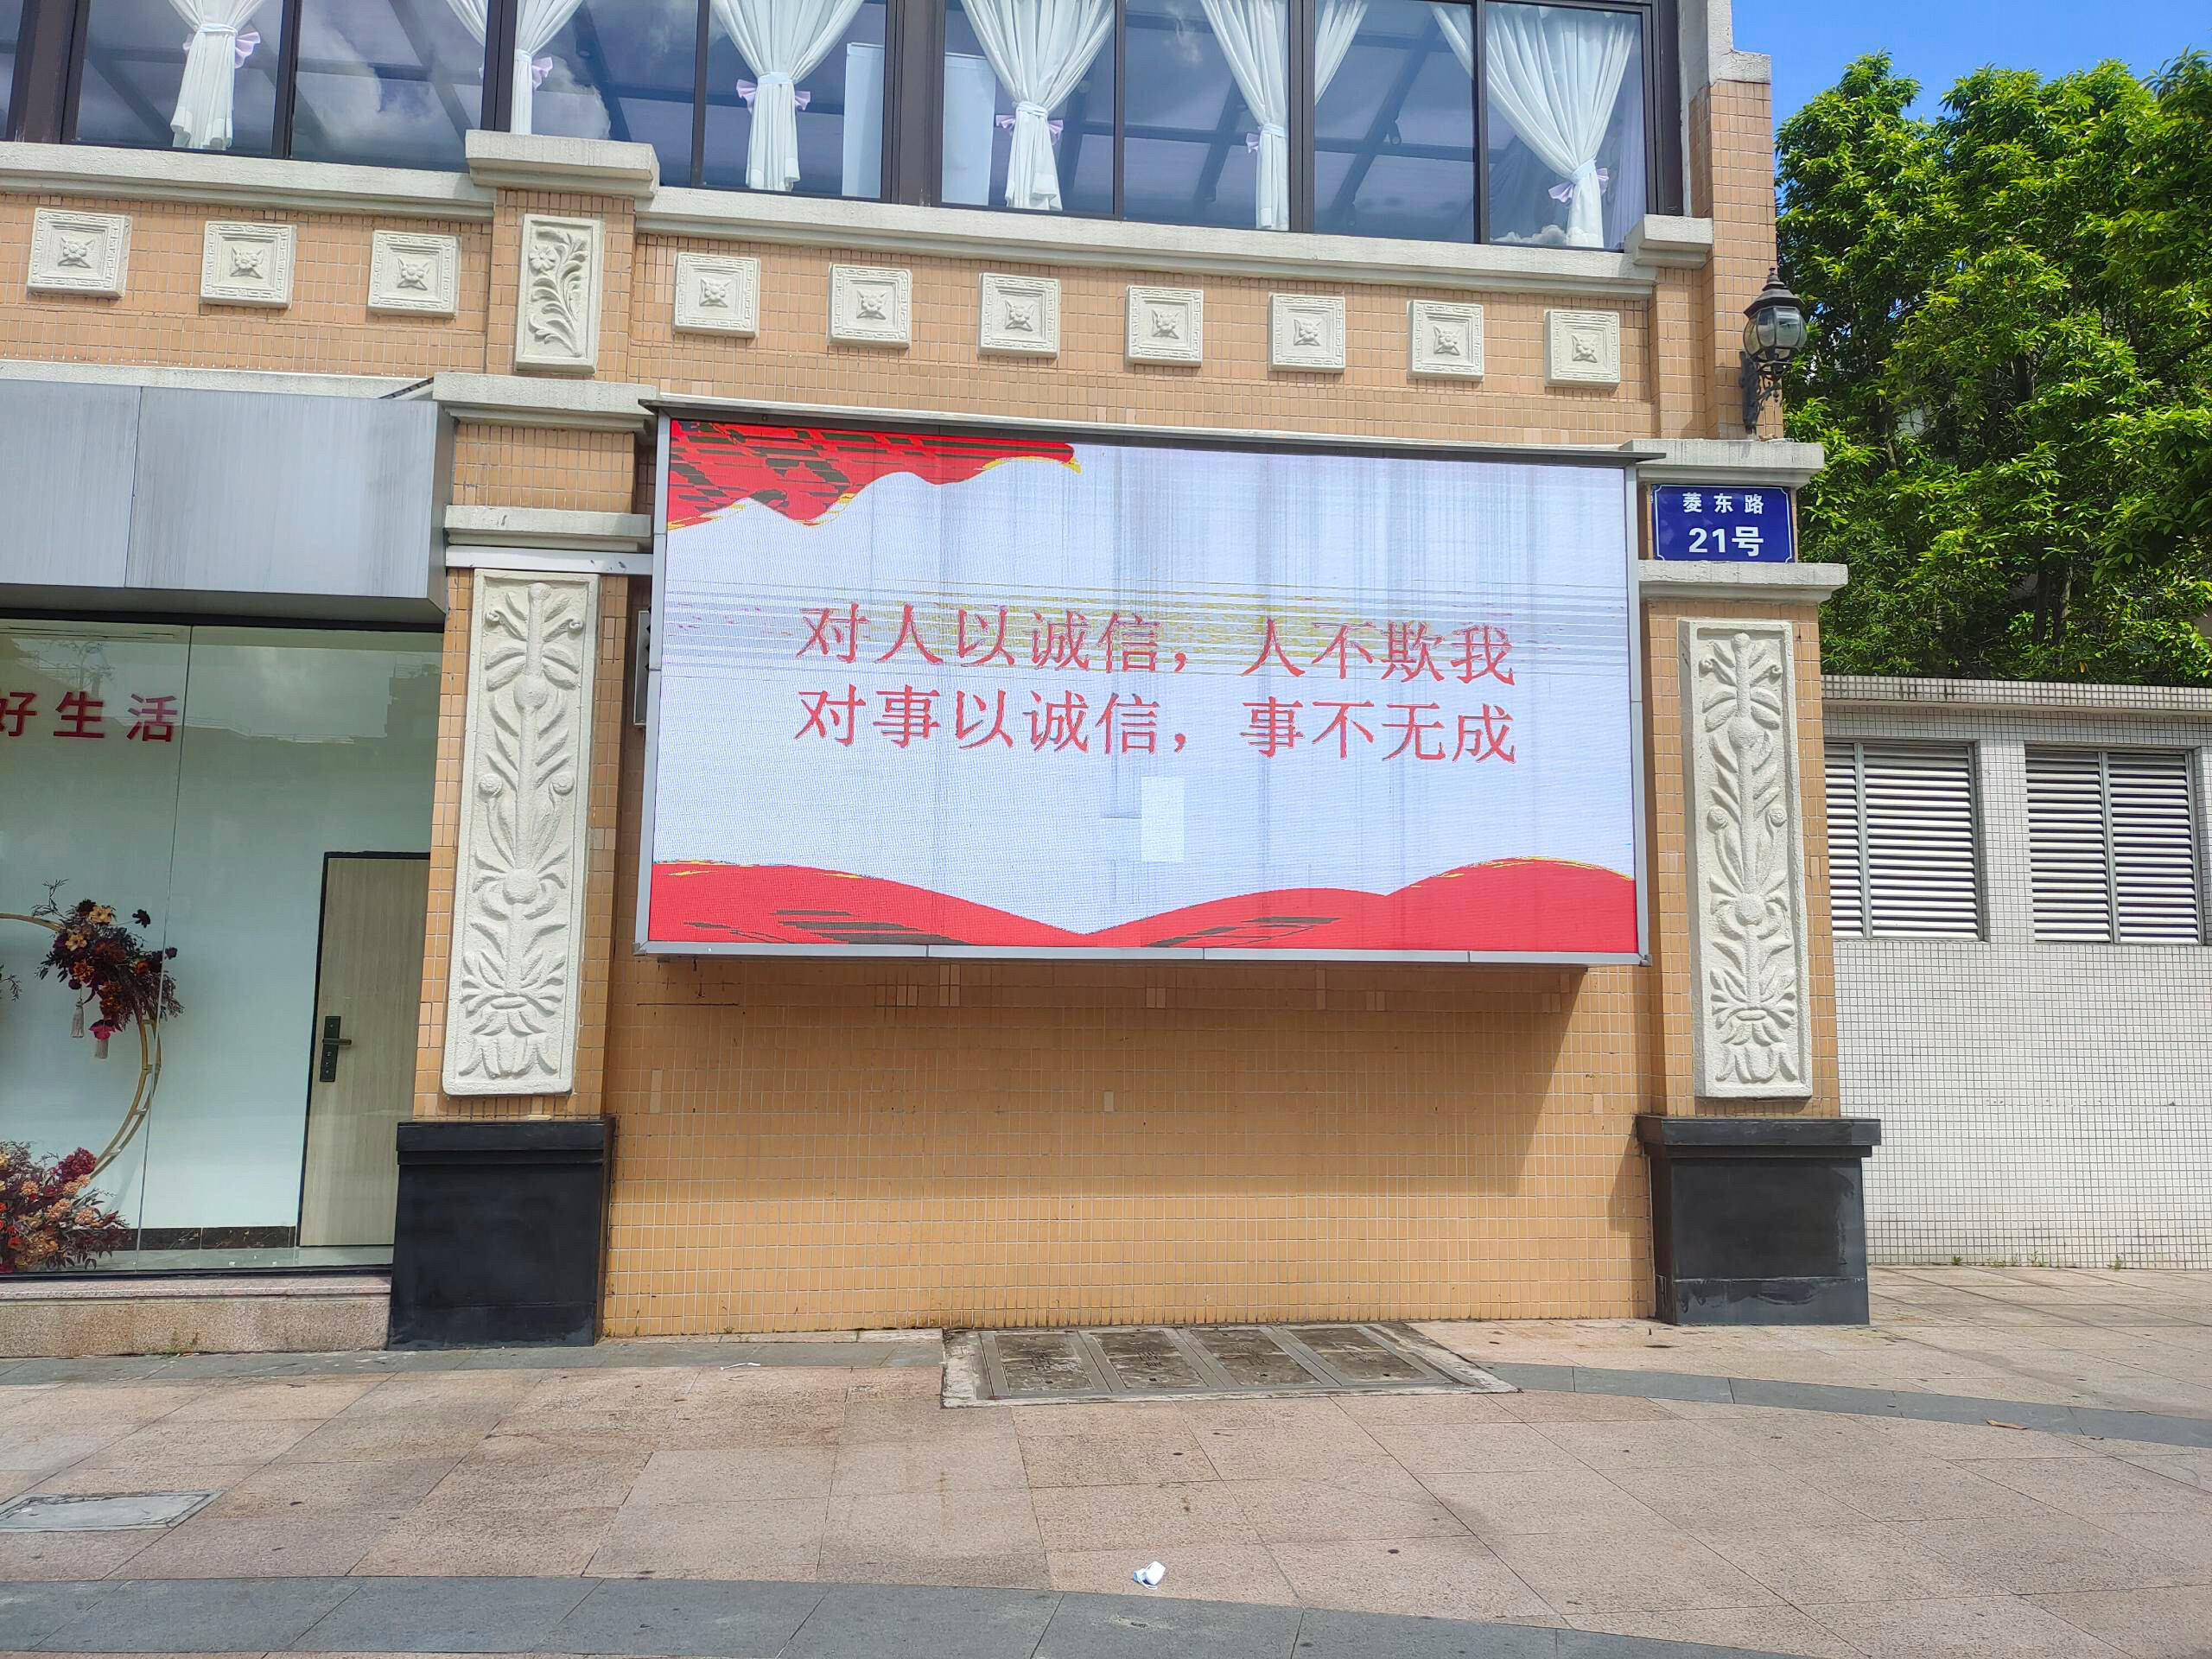 菱东路
21号
对人以诚信，人不欺我
对事以诚信，事不无成
好生活